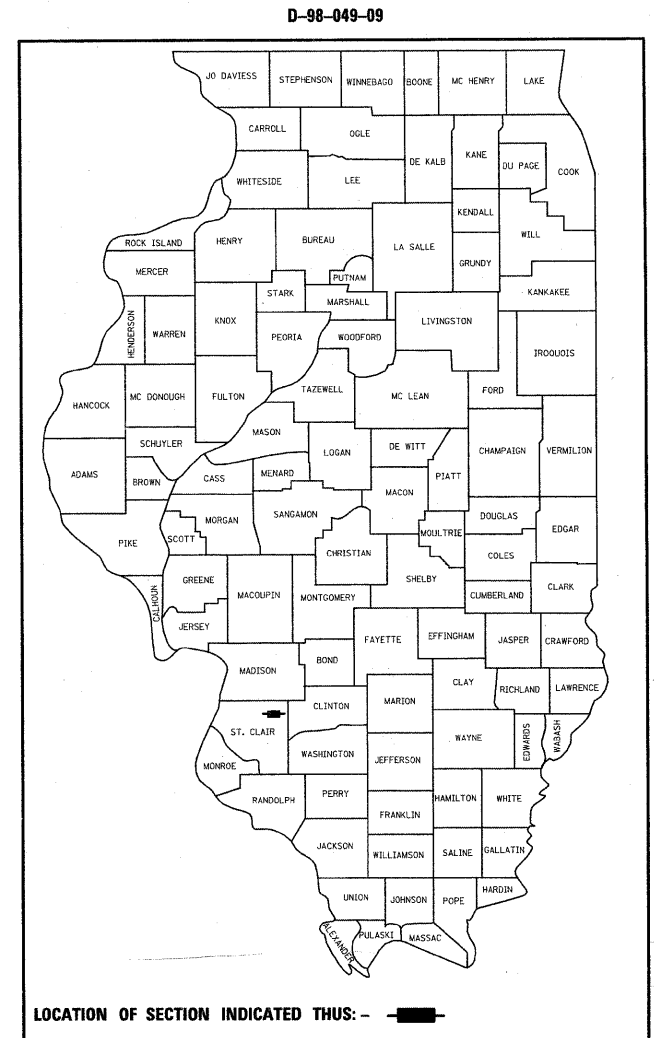 D-98-049-09
JO DAVIESS STEPHENSON WINNEBAGO BOONE MC HENRY LAKE
CARROLL OGLE
DE KALB KANE DU PAGE COOK
WHITESIDE LEE
KENDALL
ROCK ISLAND HENRY BUREAU LA SALLE WILL
GRUNDY
MERCER PUTNAM
STARK MARSHALL KANKAKEE
HENDERSON WARREN KNOX PEORIA WOODFORD LIVINGSTON
IROQUOIS
HANCOCK MC DONOUGH FULTON TAZEWELL MC LEAN FORD
SCHUYLER MASON
ADAMS BROWN CASS MENARD LOGAN DE WITT PIATT CHAMPAIGN VERMILION
MACON
PIKE SCOTT MORGAN SANGAMON MOULTRIE DOUGLAS EDGAR
CHRISTIAN COLES
CALHOUN GREENE MACOUPIN MONTGOMERY SHELBY CUMBERLAND CLARK
JERSEY FAYETTE EFFINGHAM JASPER CRAWFORD
MADISON BOND
CLAY RICHLAND LAWRENCE
CLINTON MARION
ST. CLAIR WAYNE EDWARDS WABASH
WASHINGTON JEFFERSON
MONROE
RANDOLPH PERRY HAMILTON WHITE
FRANKLIN
JACKSON WILLIAMSON SALINE GALLATIN
UNION JOHNSON POPE HARDIN
ALEXANDER PULASKI MASSAC
LOCATION OF SECTION INDICATED THUS: -